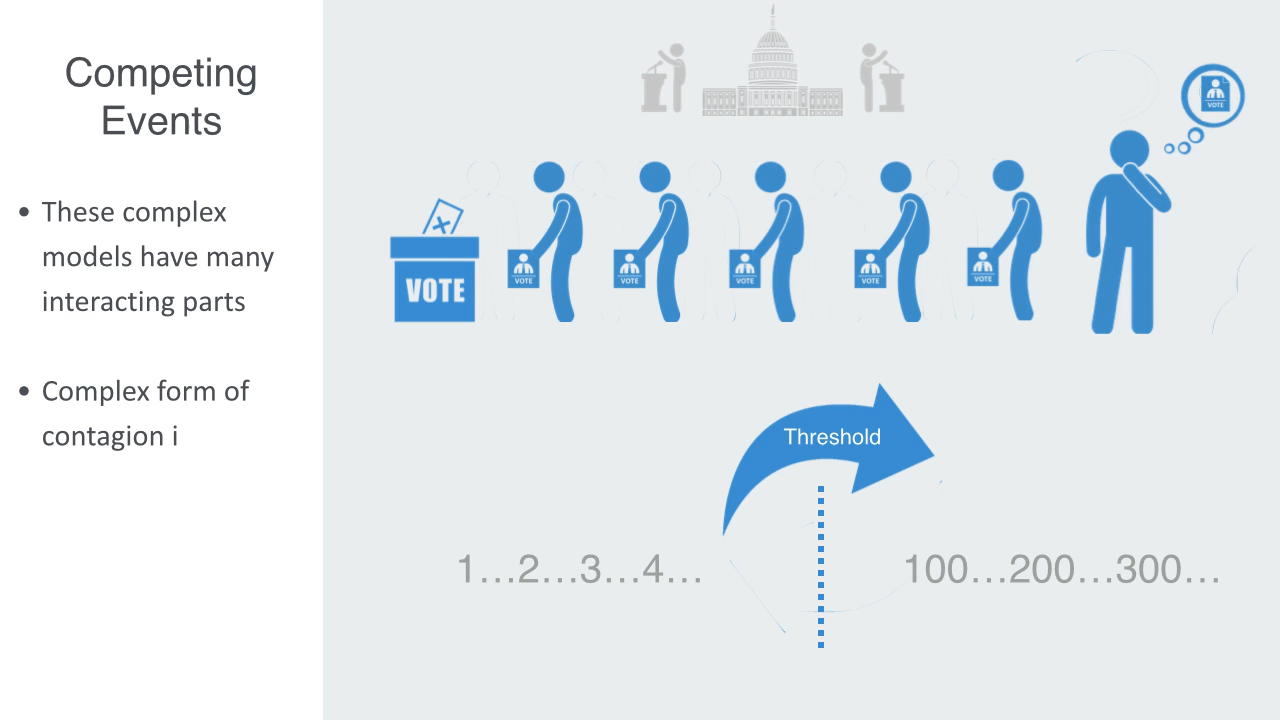 Competing
Events
• These complex
models have many
interacting parts
• Complex form of
contagion i
VOTE
VOTE
VOTE
VOTE
VOTE
VOTE
VOTE
Threshold
1...2...3...4...
100...200...300...